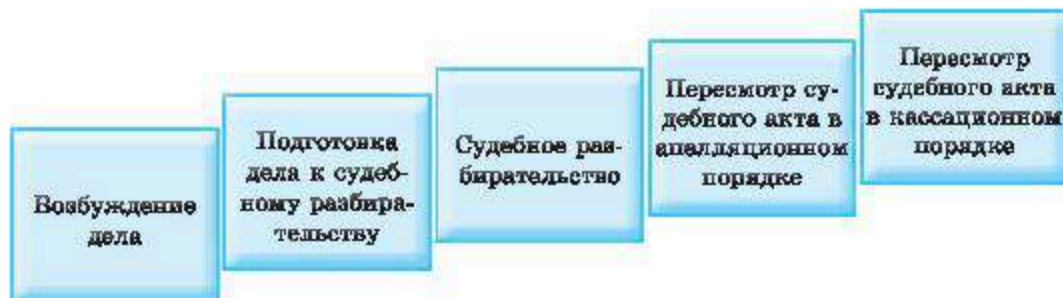 Возбуждение
дела
Подготовка
дела к судеб-
ному разбира-
тельству
Судебное раз-
бирательство
Пересмотр су-
дебного акта в
апелляционном
порядке
Пересмотр
судебного акта
в кассационном
порядке